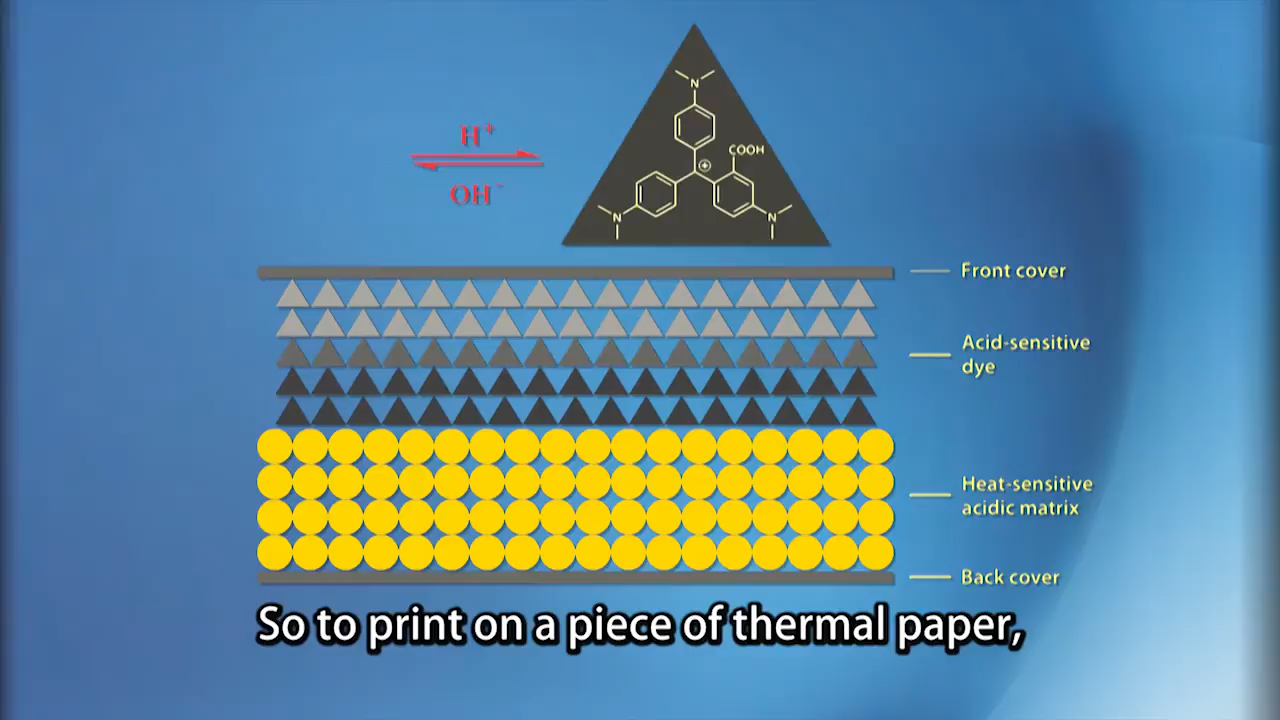 N
H⁺
COOH
OH⁻
N
N
Front cover
Acid-sensitive
dye
Heat-sensitive
acidic matrix
Back cover
So to print on a piece of thermal paper,